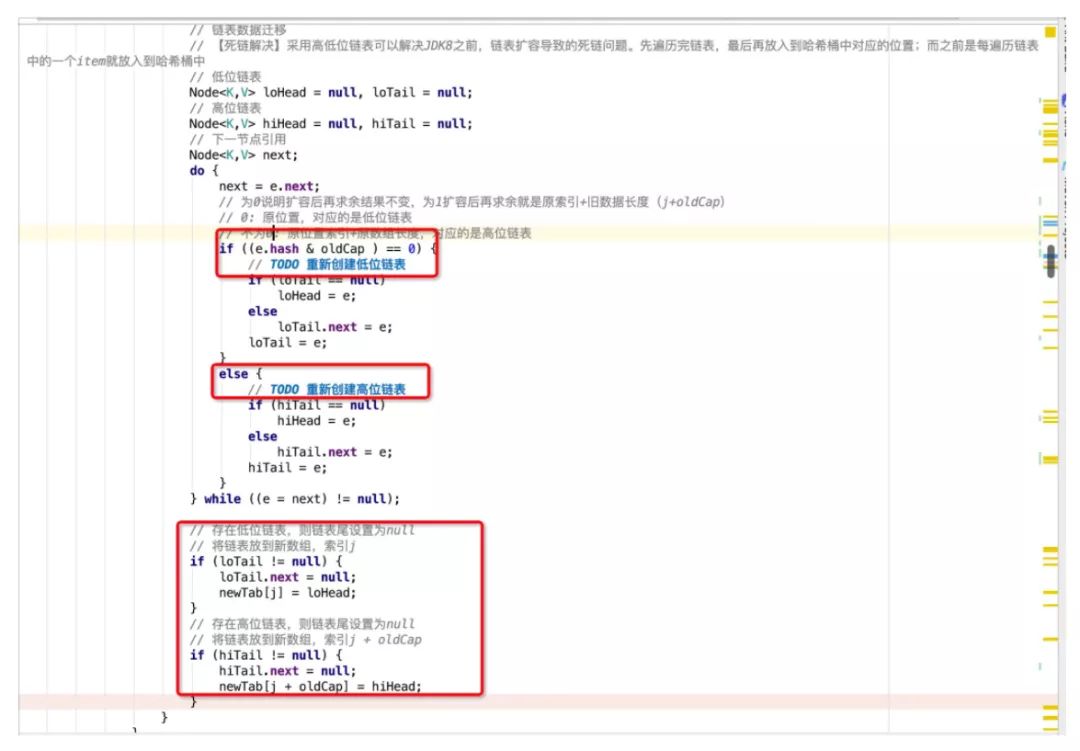 // 链表数据迁移
// 【死链解决】采用高低位链表可以解决JDK8之前，链表扩容导致的死链问题。先遍历完链表，最后再放入到哈希桶中对应的位置；而之前是每遍历链表
中的一个item就放入到哈希桶中
// 低位链表
Node<K,V> loHead = null, loTail = null;
// 高位链表
Node<K,V> hiHead = null, hiTail = null;
// 下一节点引用
Node<K,V> next;
do {
next = e.next;
// 为0说明扩容后再求余结果不变，为1扩容后再求余就是原索引+旧数据长度（j+oldCap）
// 0: 原位置，对应的是低位链表
// 不为0: 原位置索引+原数组长度，对应的是高位链表
if ((e.hash & oldCap ) == 0) {
// TODO 重新创建低位链表
if (loTail == null)
loHead = e;
else
loTail.next = e;
loTail = e;
}
else {
// TODO 重新创建高位链表
if (hiTail == null)
hiHead = e;
else
hiTail.next = e;
hiTail = e;
}
} while ((e = next) != null);
// 存在低位链表，则链表尾设置为null
// 将链表放到新数组，索引j
if (loTail != null) {
loTail.next = null;
newTab[j] = loHead;
}
// 存在高位链表，则链表尾设置为null
// 将链表放到新数组，索引j + oldCap
if (hiTail != null) {
hiTail.next = null;
newTab[j + oldCap] = hiHead;
}
}